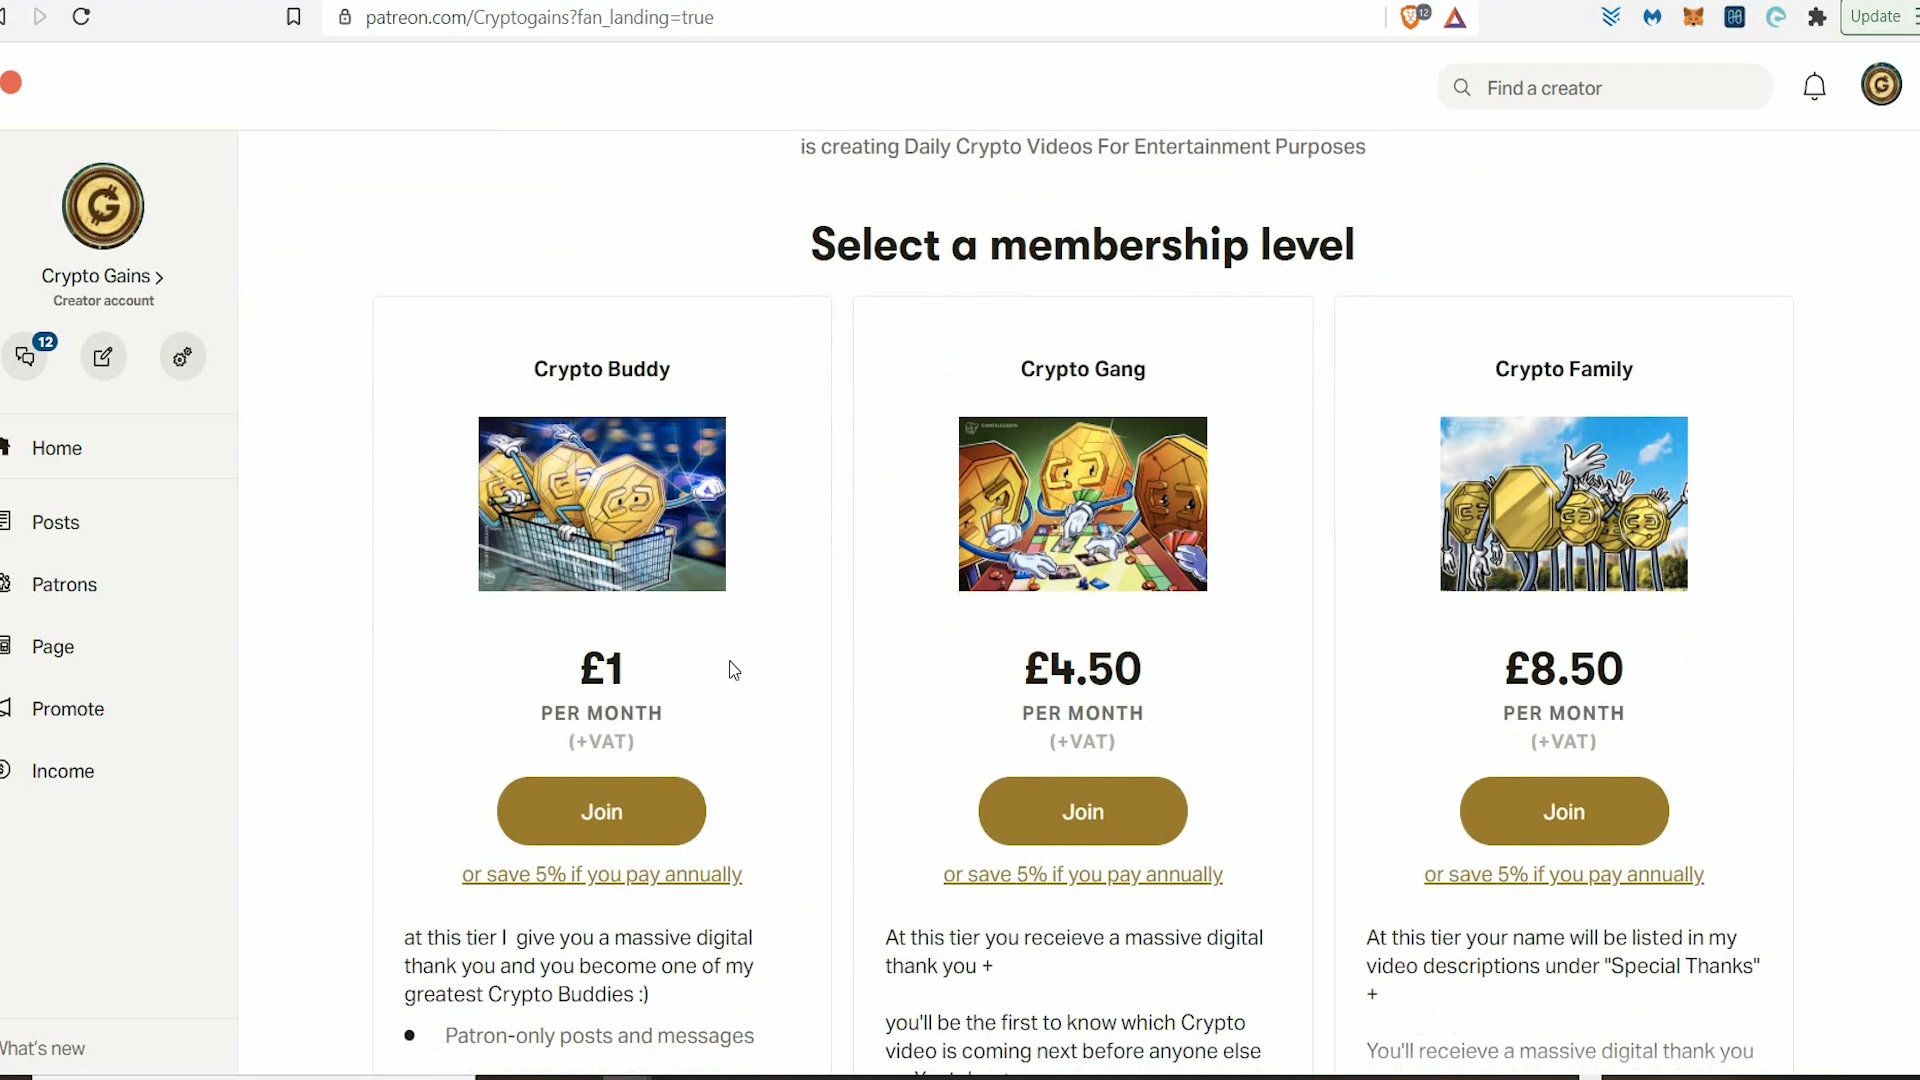 patreon.com/Cryptogains?fan_landing=true
12
Update
Find a creator
is creating Daily Crypto Videos For Entertainment Purposes
Select a membership level
Crypto Gains
Creator account
12
Home
Posts
Patrons
Page
Promote
Income
What's new
Crypto Buddy
£1
PER MONTH
(+VAT)
Join
or save 5% if you pay annually
at this tier I give you a massive digital
thank you and you become one of my
greatest Crypto Buddies :)
• Patron-only posts and messages
Crypto Gang
COINTELEGRAPH
£4.50
PER MONTH
(+VAT)
Join
or save 5% if you pay annually
At this tier you receieve a massive digital
thank you +
you'll be the first to know which Crypto
video is coming next before anyone else
Crypto Family
£8.50
PER MONTH
(+VAT)
Join
or save 5% if you pay annually
At this tier your name will be listed in my
video descriptions under "Special Thanks"
+
You'll receieve a massive digital thank you